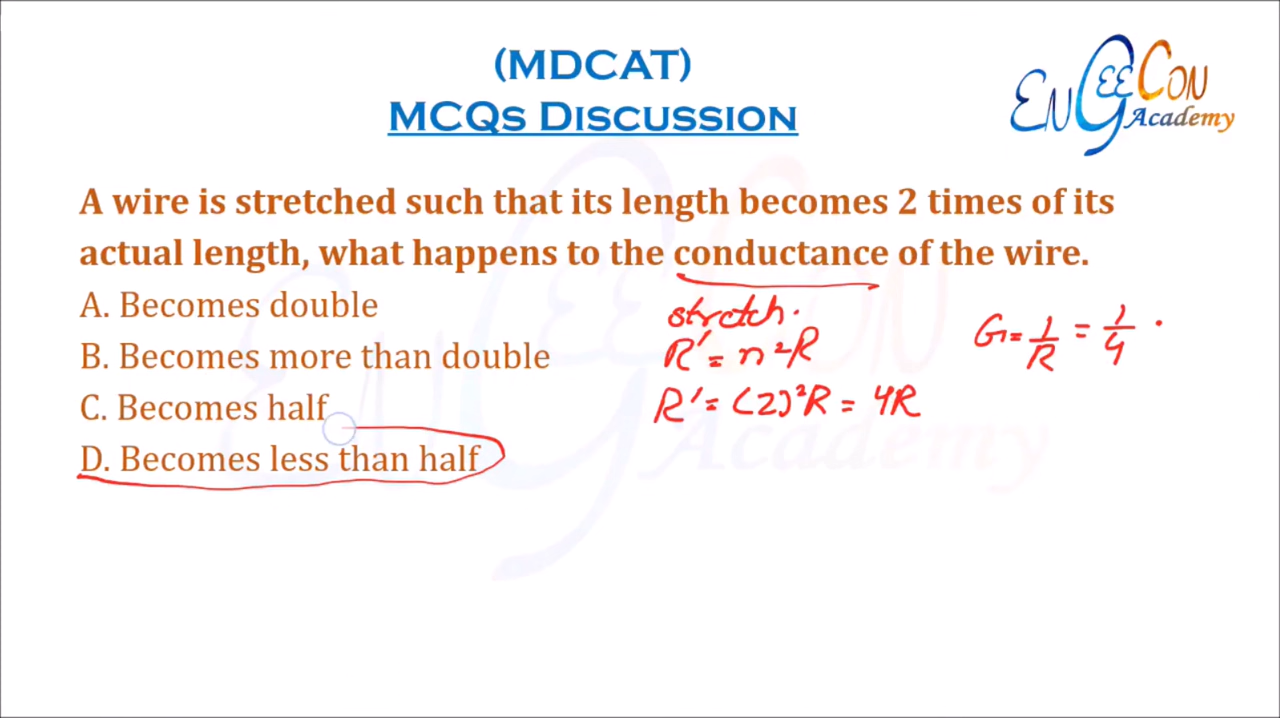 (MDCAT)
MCQs Discussion
EnGeeCon
Academy
A wire is stretched such that its length becomes 2 times of its
actual length, what happens to the conductance of the wire.
A. Becomes double
B. Becomes more than double
C. Becomes half
D. Becomes less than half
stretch.
R' = n²R
R' = (2)²R = 4R
G = 1/R = 1/4 .